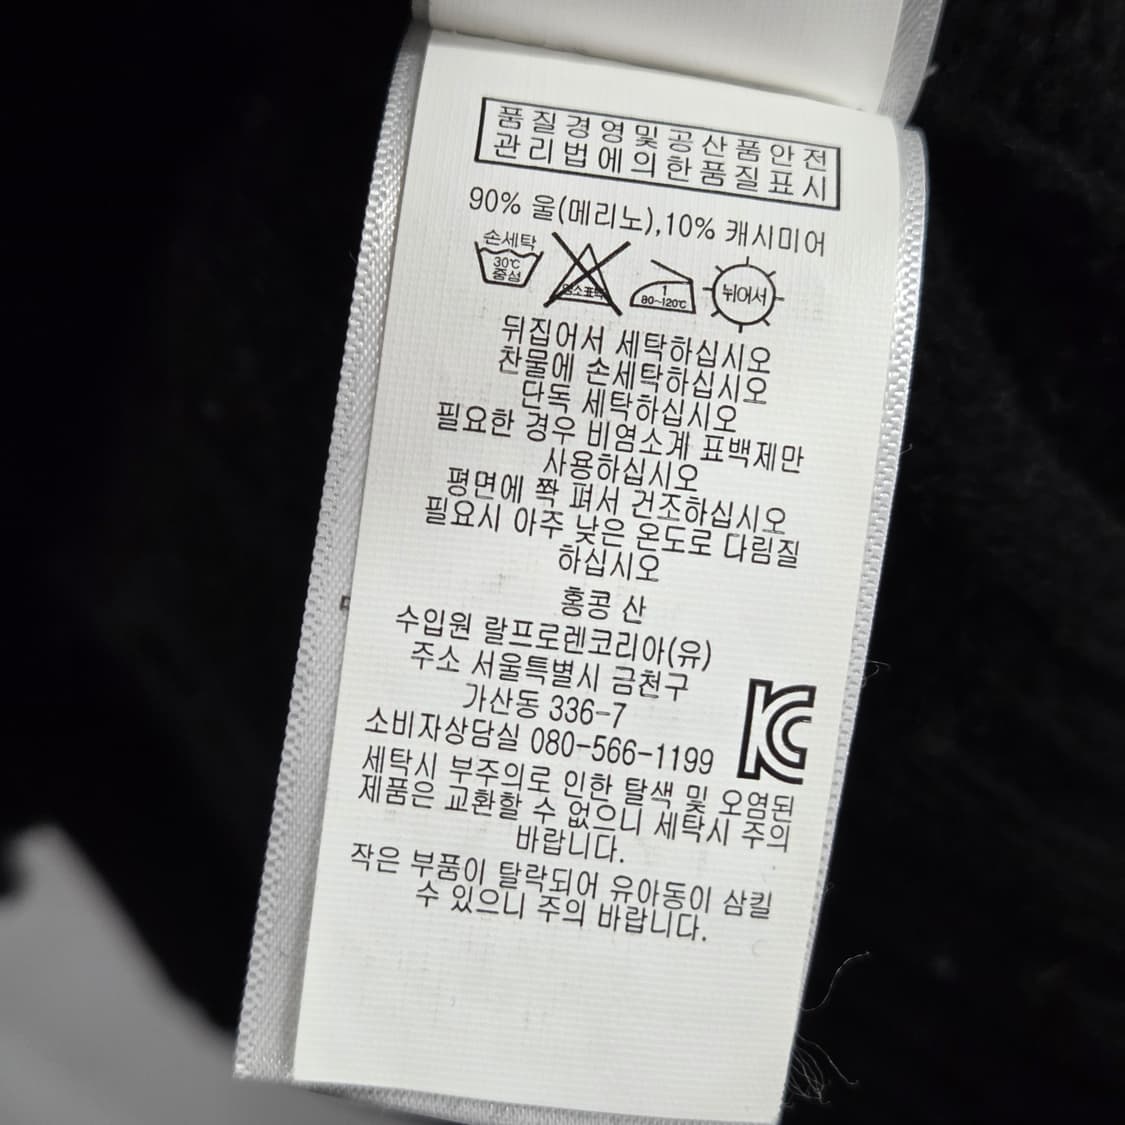 품질경영및공산품안전
관리법에의한품질표시
90% 울(메리노),10% 캐시미어
손세탁
30℃
중성
염소표백
1
80~120℃
뉘어서
뒤집어서 세탁하십시오
찬물에 손세탁하십시오
단독 세탁하십시오
필요한 경우 비염소계 표백제만
사용하십시오
평면에 쫙 펴서 건조하십시오
필요시 아주 낮은 온도로 다림질
하십시오
홍콩 산
수입원 랄프로렌코리아(유)
주소 서울특별시 금천구
가산동 336-7
소비자상담실 080-566-1199
세탁시 부주의로 인한 탈색 및 오염된
제품은 교환할 수 없으니 세탁시 주의
바랍니다.
작은 부품이 탈락되어 유아동이 삼킬
수 있으니 주의 바랍니다.